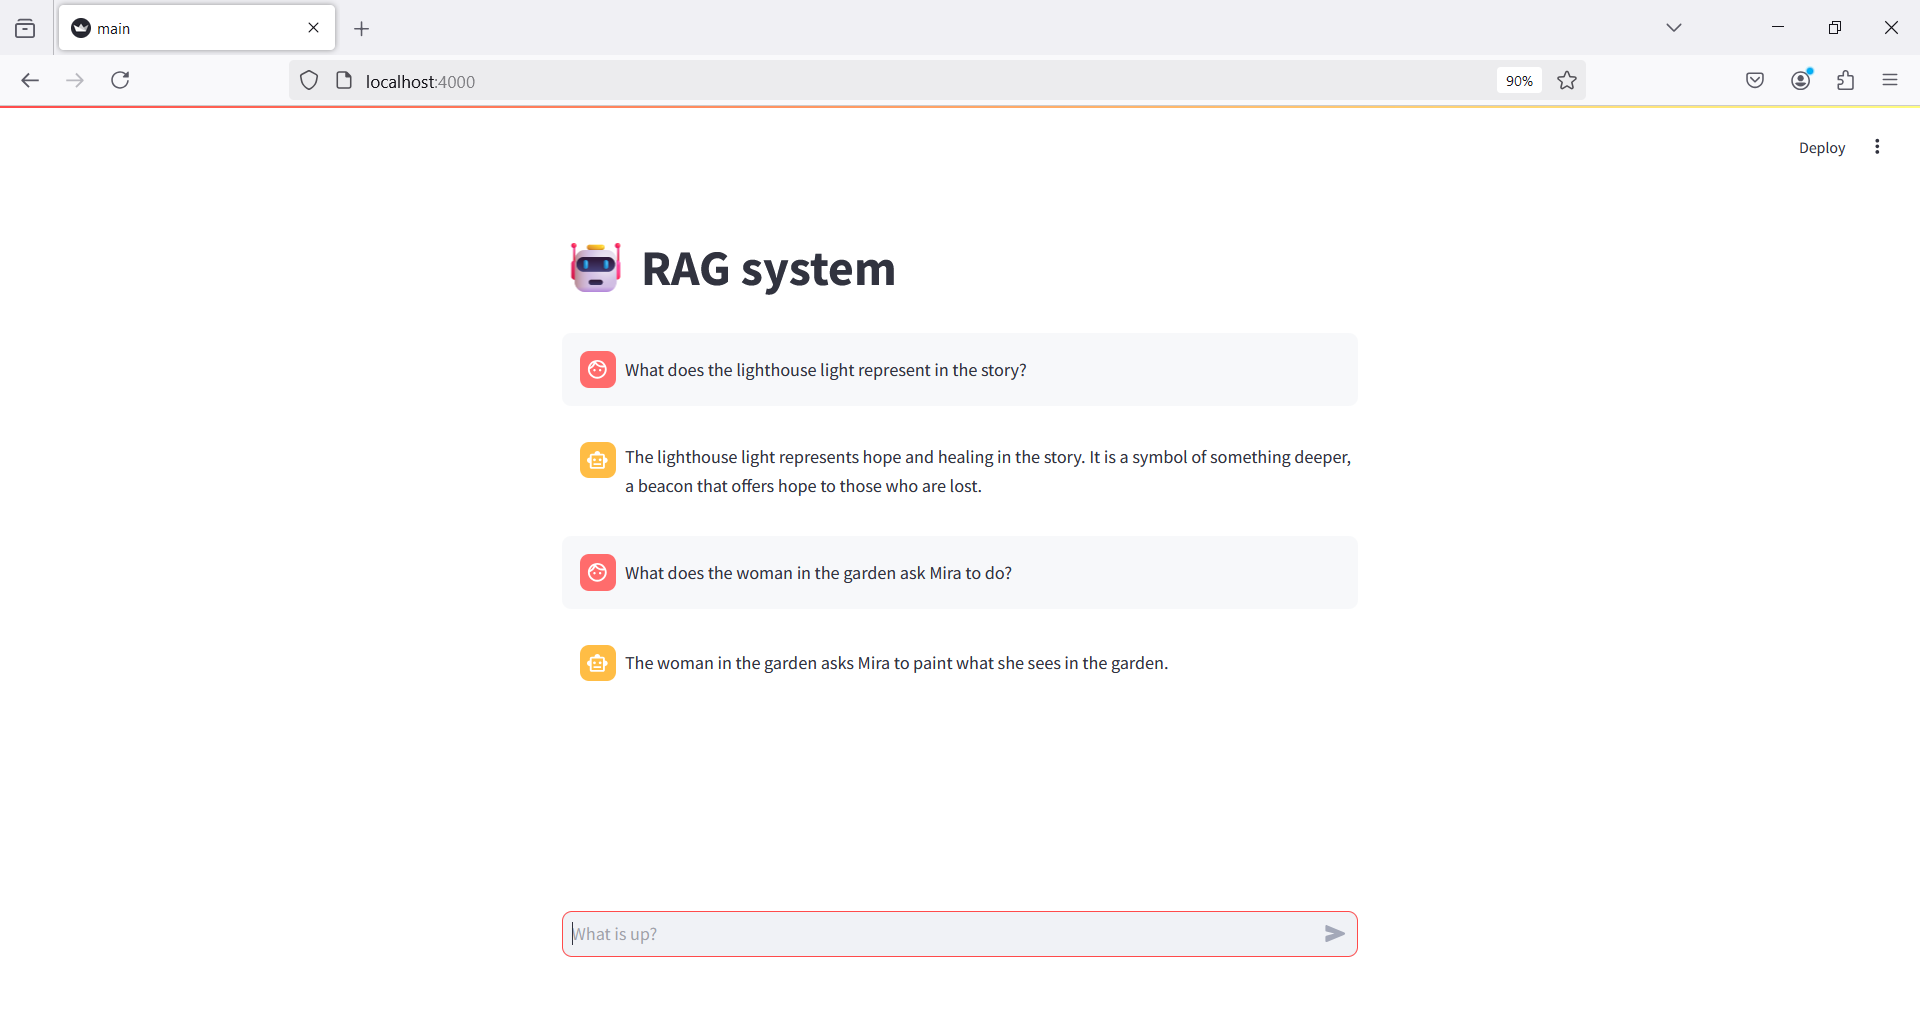 main
localhost:4000
90%
Deploy
RAG system
What does the lighthouse light represent in the story?
The lighthouse light represents hope and healing in the story. It is a symbol of something deeper,
a beacon that offers hope to those who are lost.
What does the woman in the garden ask Mira to do?
The woman in the garden asks Mira to paint what she sees in the garden.
What is up?